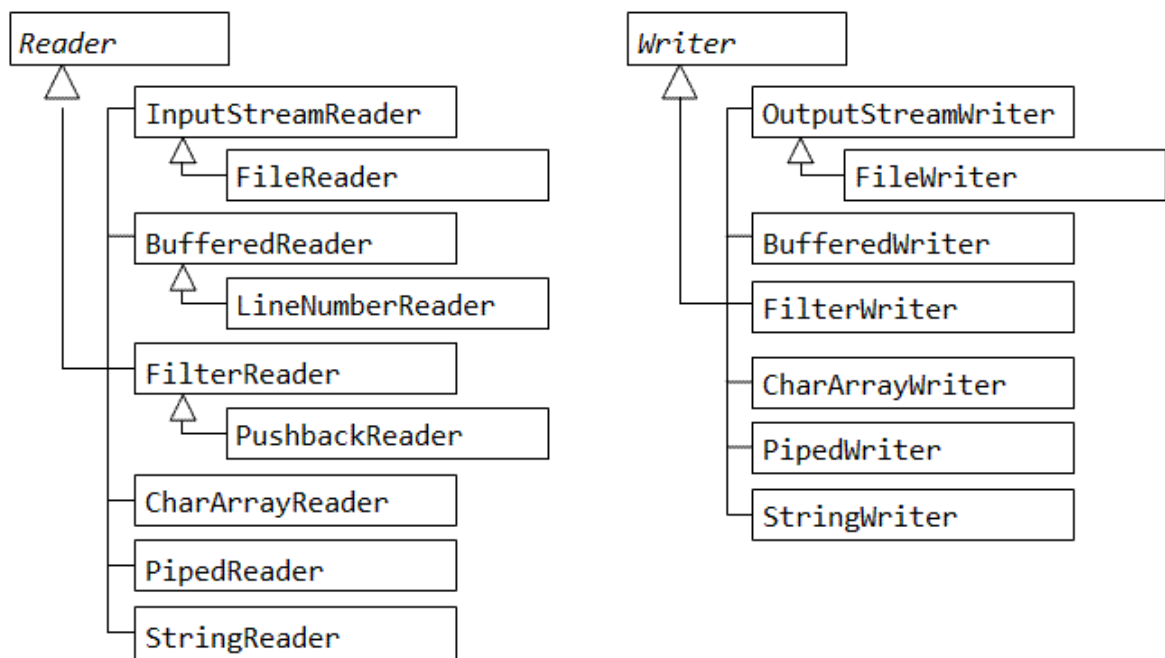 Reader
InputStreamReader
FileReader
BufferedReader
LineNumberReader
FilterReader
PushbackReader
CharArrayReader
PipedReader
StringReader
Writer
OutputStreamWriter
FileWriter
BufferedWriter
FilterWriter
CharArrayWriter
PipedWriter
StringWriter